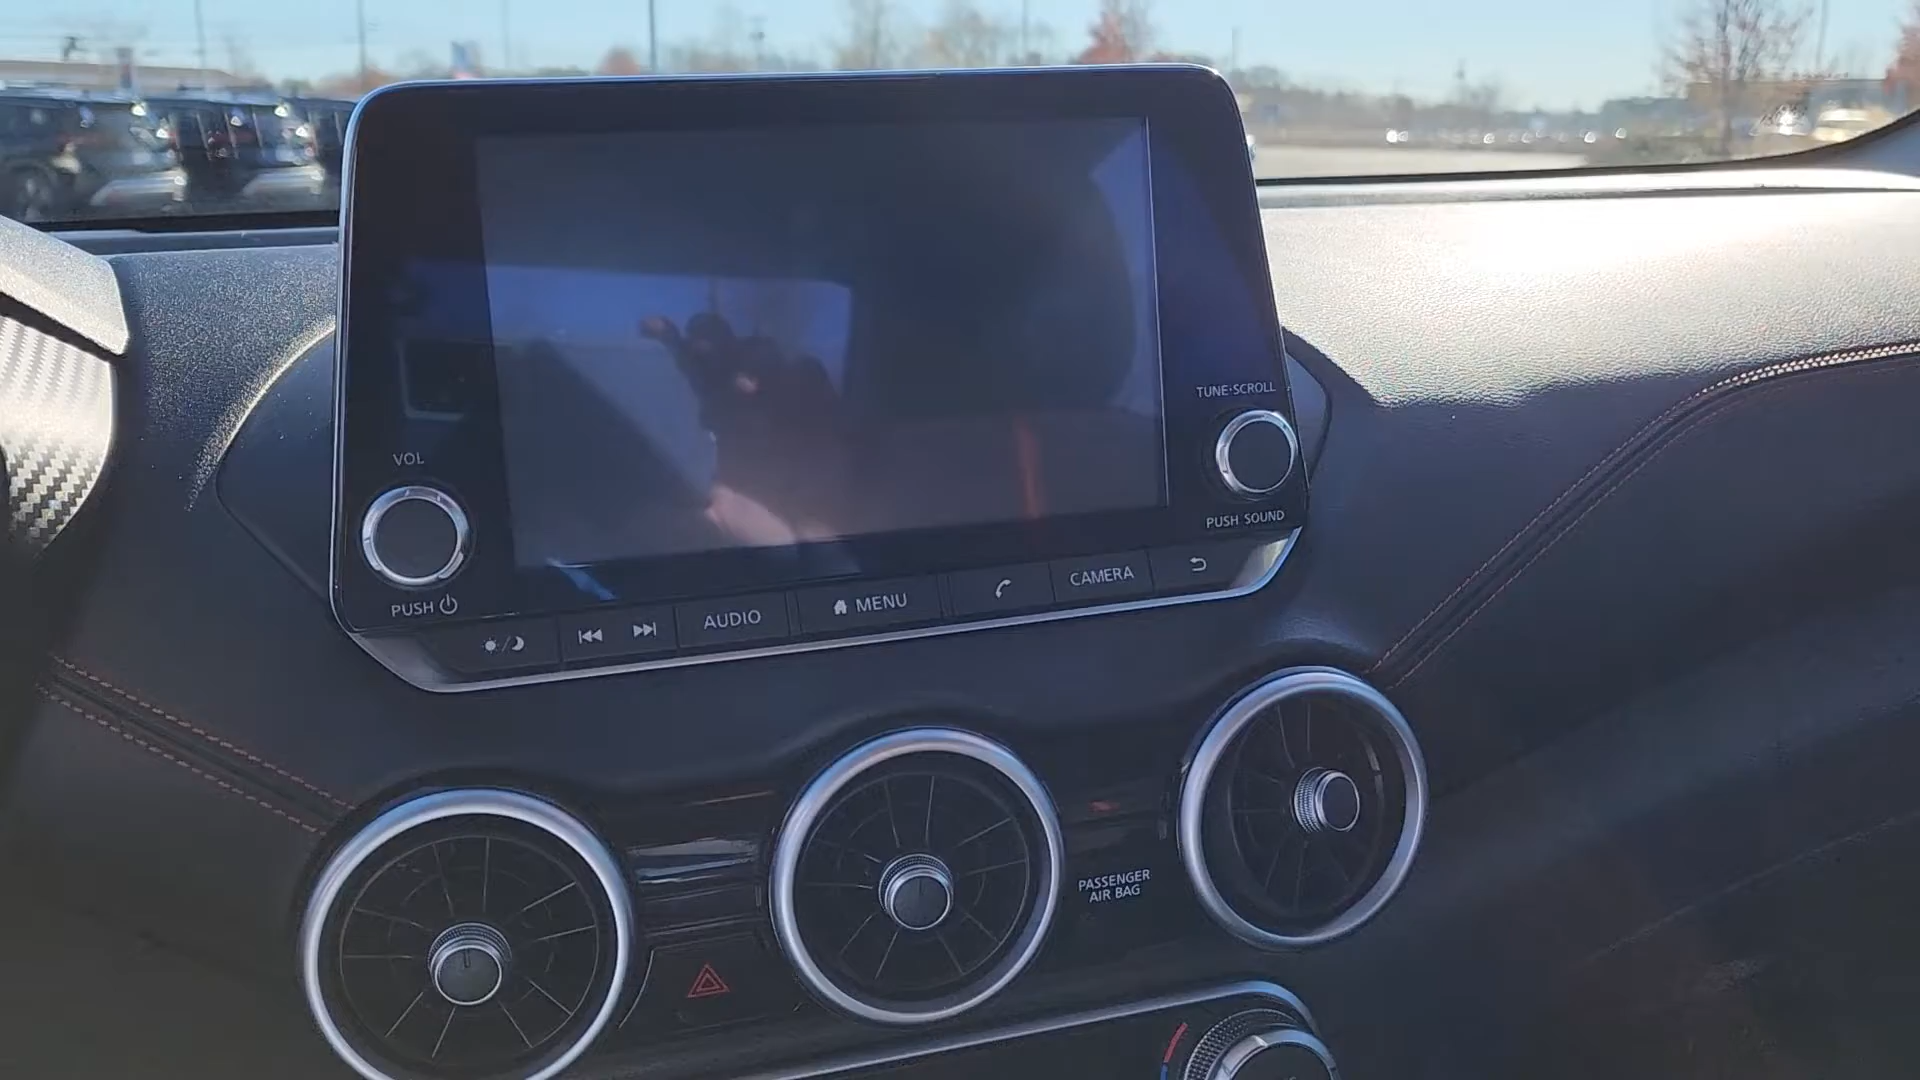 TUNE·SCROLL
VOL
PUSH SOUND
PUSH
AUDIO
MENU
CAMERA
PASSENGER
AIR BAG